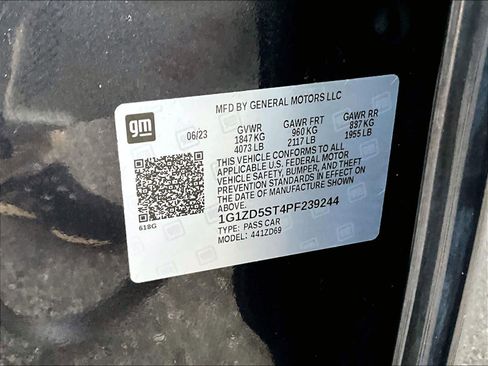 gm
MFD BY GENERAL MOTORS LLC
06/23 GVWR GAWR FRT GAWR RR
1847 KG 960 KG 837 KG
4073 LB 2117 LB 1955 LB
THIS VEHICLE CONFORMS TO ALL
APPLICABLE U.S. FEDERAL MOTOR
VEHICLE SAFETY, BUMPER, AND THEFT
PREVENTION STANDARDS IN EFFECT ON
THE DATE OF MANUFACTURE SHOWN ABOVE.
1G1ZD5ST4PF239244
TYPE: PASS CAR
MODEL: 441ZD69
618G